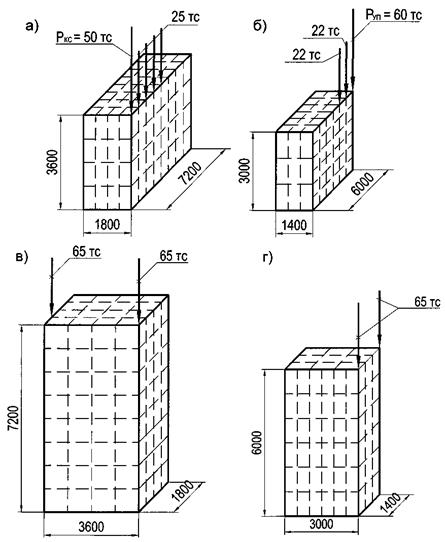 а)
25 тс
Pкс = 50 тс
3600
1800
7200
б)
Pуп = 60 тс
22 тс
22 тс
3000
1400
6000
в)
65 тс
65 тс
7200
3600
1800
г)
65 тс
6000
3000
1400